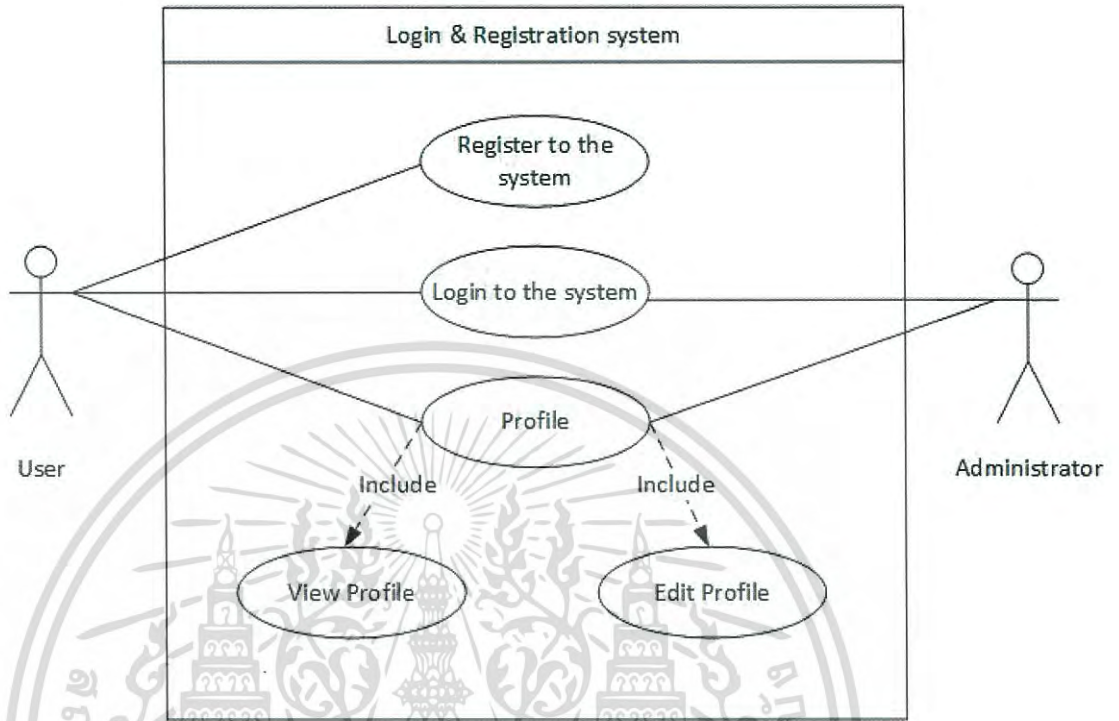 Login & Registration system
Register to the
system
Login to the system
Profile
User
Administrator
Include
Include
View Profile
Edit Profile